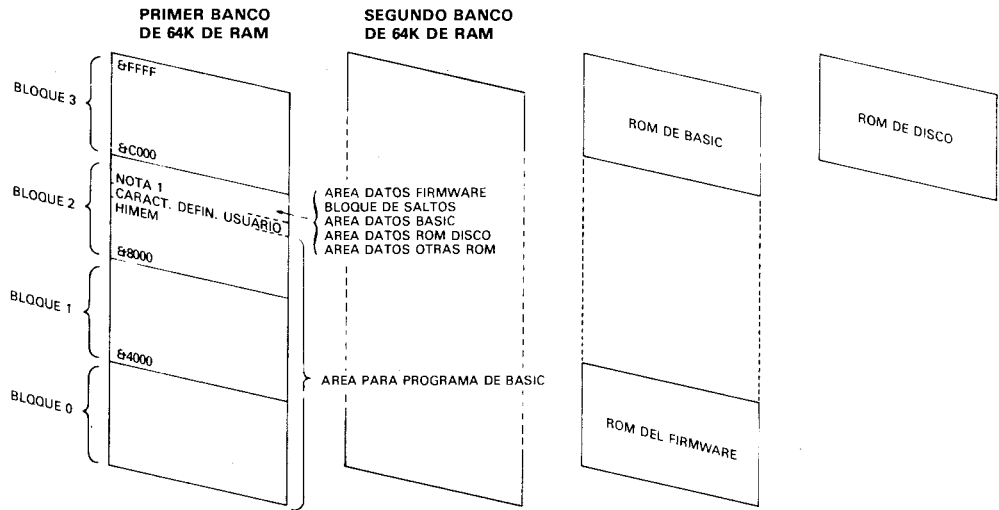 PRIMER BANCO
DE 64K DE RAM
SEGUNDO BANCO
DE 64K DE RAM
BLOQUE 3
&FFFF
&C000
BLOQUE 2
NOTA 1
CARACT. DEFIN. USUARIO
HIMEM
&8000
BLOQUE 1
&4000
BLOQUE 0
AREA DATOS FIRMWARE
BLOQUE DE SALTOS
AREA DATOS BASIC
AREA DATOS ROM DISCO
AREA DATOS OTRAS ROM
AREA PARA PROGRAMA DE BASIC
ROM DE BASIC
ROM DEL FIRMWARE
ROM DE DISCO